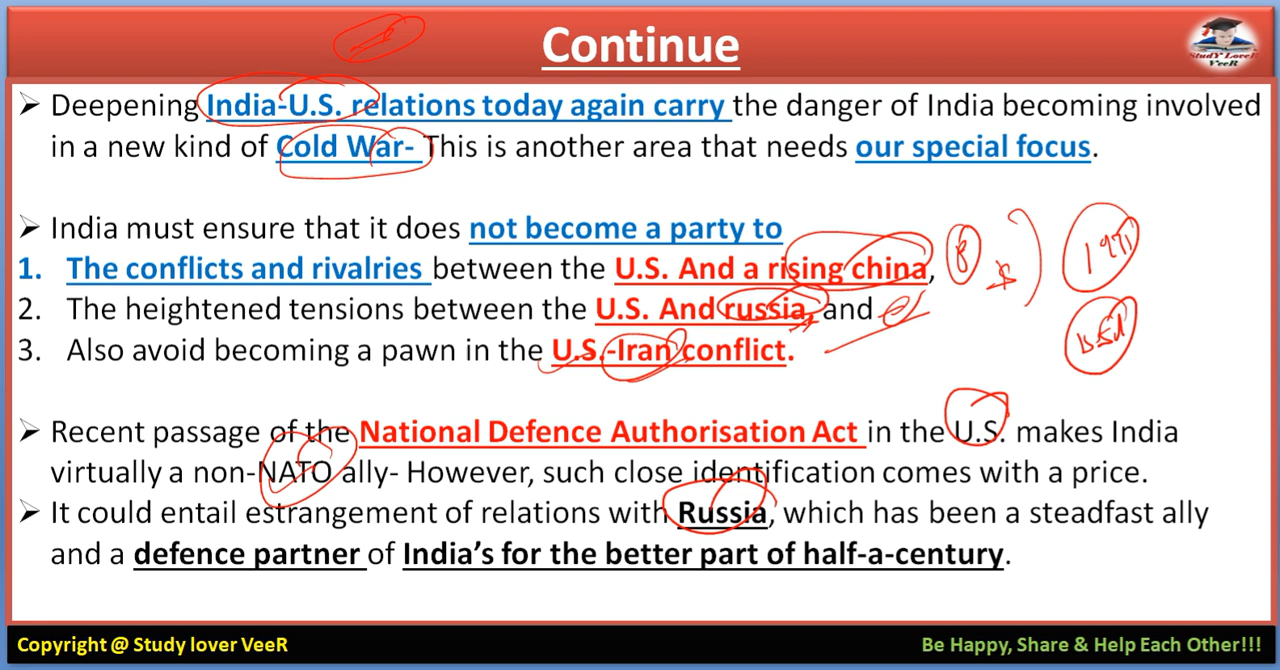 Continue
StudY LoveR
VeeR
➢ Deepening India-U.S. relations today again carry the danger of India becoming involved
in a new kind of Cold War- This is another area that needs our special focus.
➢ India must ensure that it does not become a party to
1. The conflicts and rivalries between the U.S. And a rising china,
2. The heightened tensions between the U.S. And russia, and
3. Also avoid becoming a pawn in the U.S.-Iran conflict.
1971
➢ Recent passage of the National Defence Authorisation Act in the U.S. makes India
virtually a non-NATO ally- However, such close identification comes with a price.
➢ It could entail estrangement of relations with Russia, which has been a steadfast ally
and a defence partner of India's for the better part of half-a-century.
Copyright @ Study lover VeeR
Be Happy, Share & Help Each Other!!!